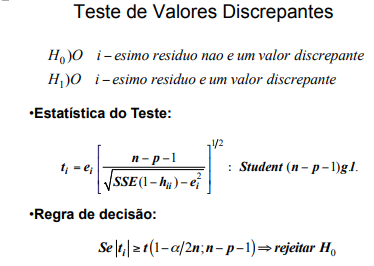 Teste de Valores Discrepantes
H₀)O i – esimo residuo nao e um valor discrepante
H₁)O i – esimo residuo e um valor discrepante
•Estatística do Teste:
tᵢ = eᵢ [ (n − p − 1) / √(SSE(1 − hᵢᵢ) − eᵢ²) ]^{1/2} : Student (n − p − 1)gl.
•Regra de decisão:
Se |tᵢ| ≥ t(1 − α/2n; n − p − 1) ⇒ rejeitar H₀